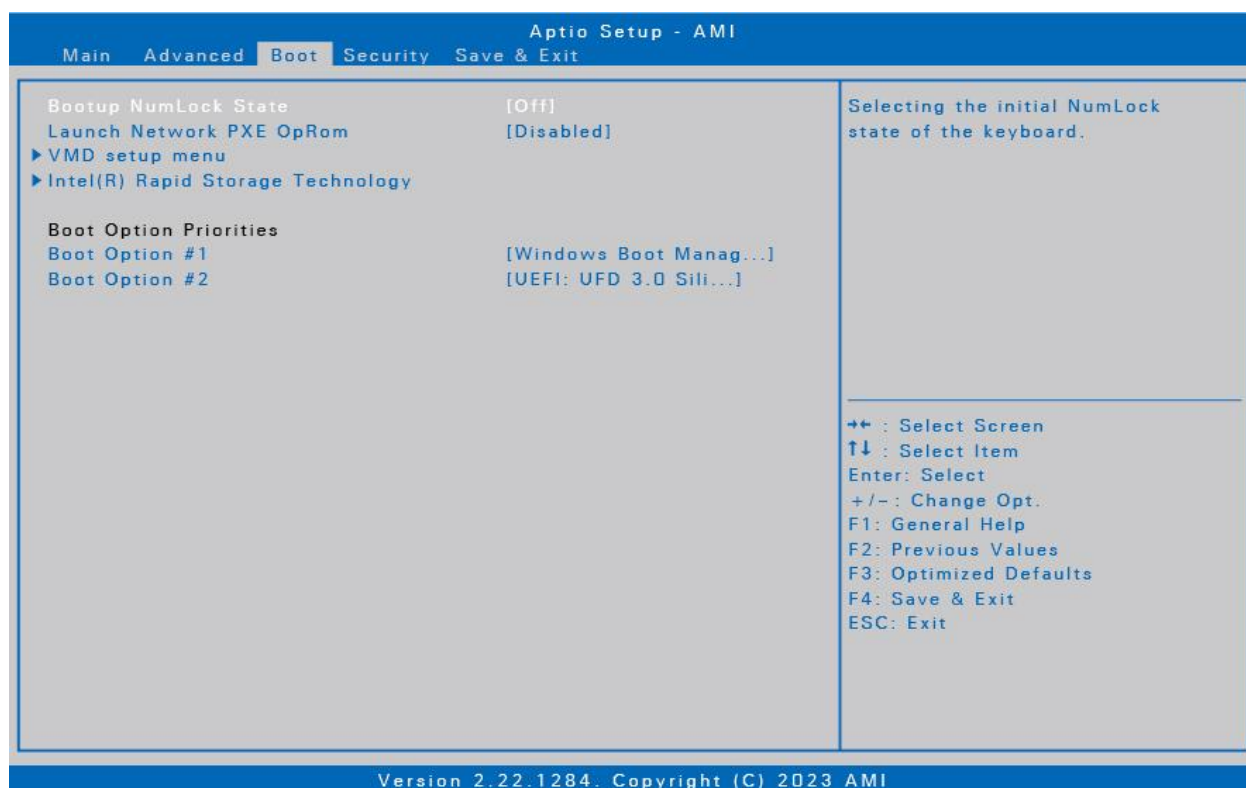 Aptio Setup - AMI
Main Advanced Boot Security Save & Exit
Bootup NumLock State [Off]
Launch Network PXE OpRom [Disabled]
▶VMD setup menu
▶Intel(R) Rapid Storage Technology
Boot Option Priorities
Boot Option #1 [Windows Boot Manag...]
Boot Option #2 [UEFI: UFD 3.0 Sili...]
Selecting the initial NumLock
state of the keyboard.
→← : Select Screen
↑↓ : Select Item
Enter: Select
+/-: Change Opt.
F1: General Help
F2: Previous Values
F3: Optimized Defaults
F4: Save & Exit
ESC: Exit
Version 2.22.1284. Copyright (C) 2023 AMI